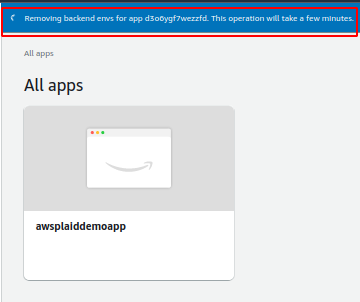 Removing backend envs for app d3o6ygf7wezzfd. This operation will take a few minutes.
All apps
All apps
awsplaiddemoapp